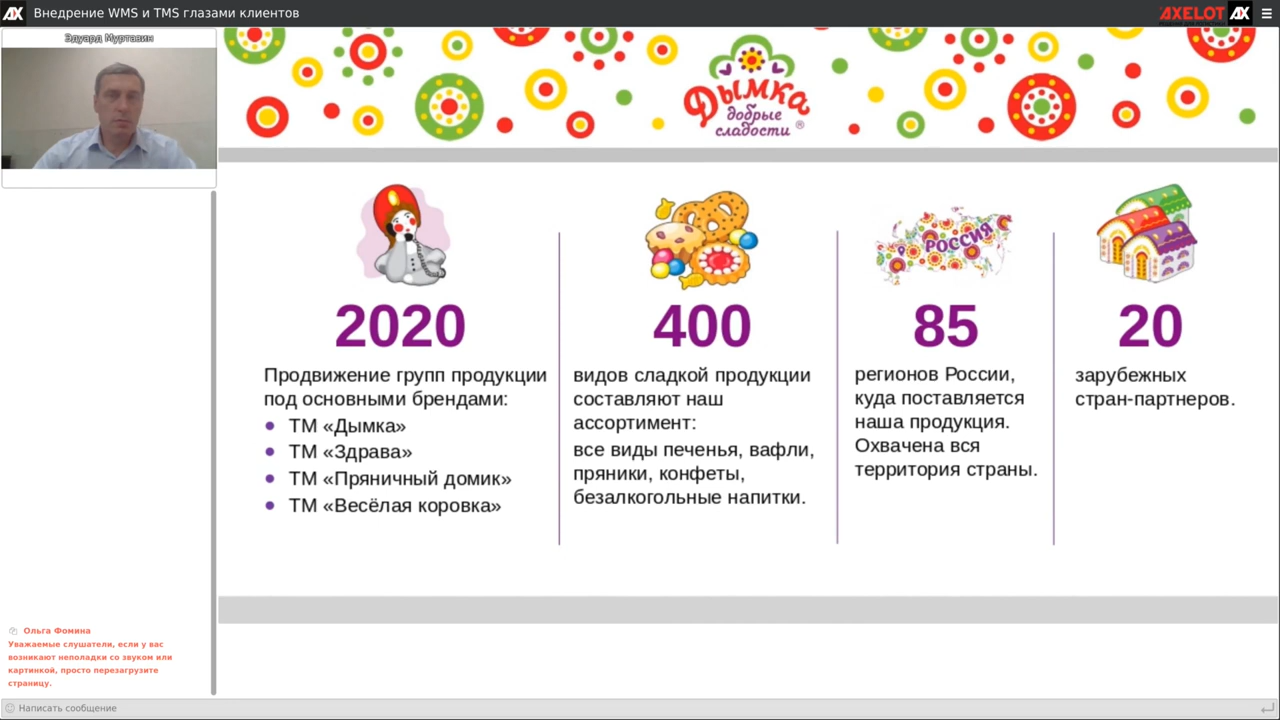 Внедрение WMS и TMS глазами клиентов
AXELOT
Эдуард Муртавин
Дымка
добрые
сладости ®
РОССИЯ
2020
Продвижение групп продукции
под основными брендами:
• ТМ «Дымка»
• ТМ «Здрава»
• ТМ «Пряничный домик»
• ТМ «Весёлая коровка»
400
видов сладкой продукции
составляют наш
ассортимент:
все виды печенья, вафли,
пряники, конфеты,
безалкогольные напитки.
85
регионов России,
куда поставляется
наша продукция.
Охвачена вся
территория страны.
20
зарубежных
стран-партнеров.
Ольга Фомина
Уважаемые слушатели, если у вас
возникают неполадки со звуком или
картинкой, просто перезагрузите
страницу.
Написать сообщение